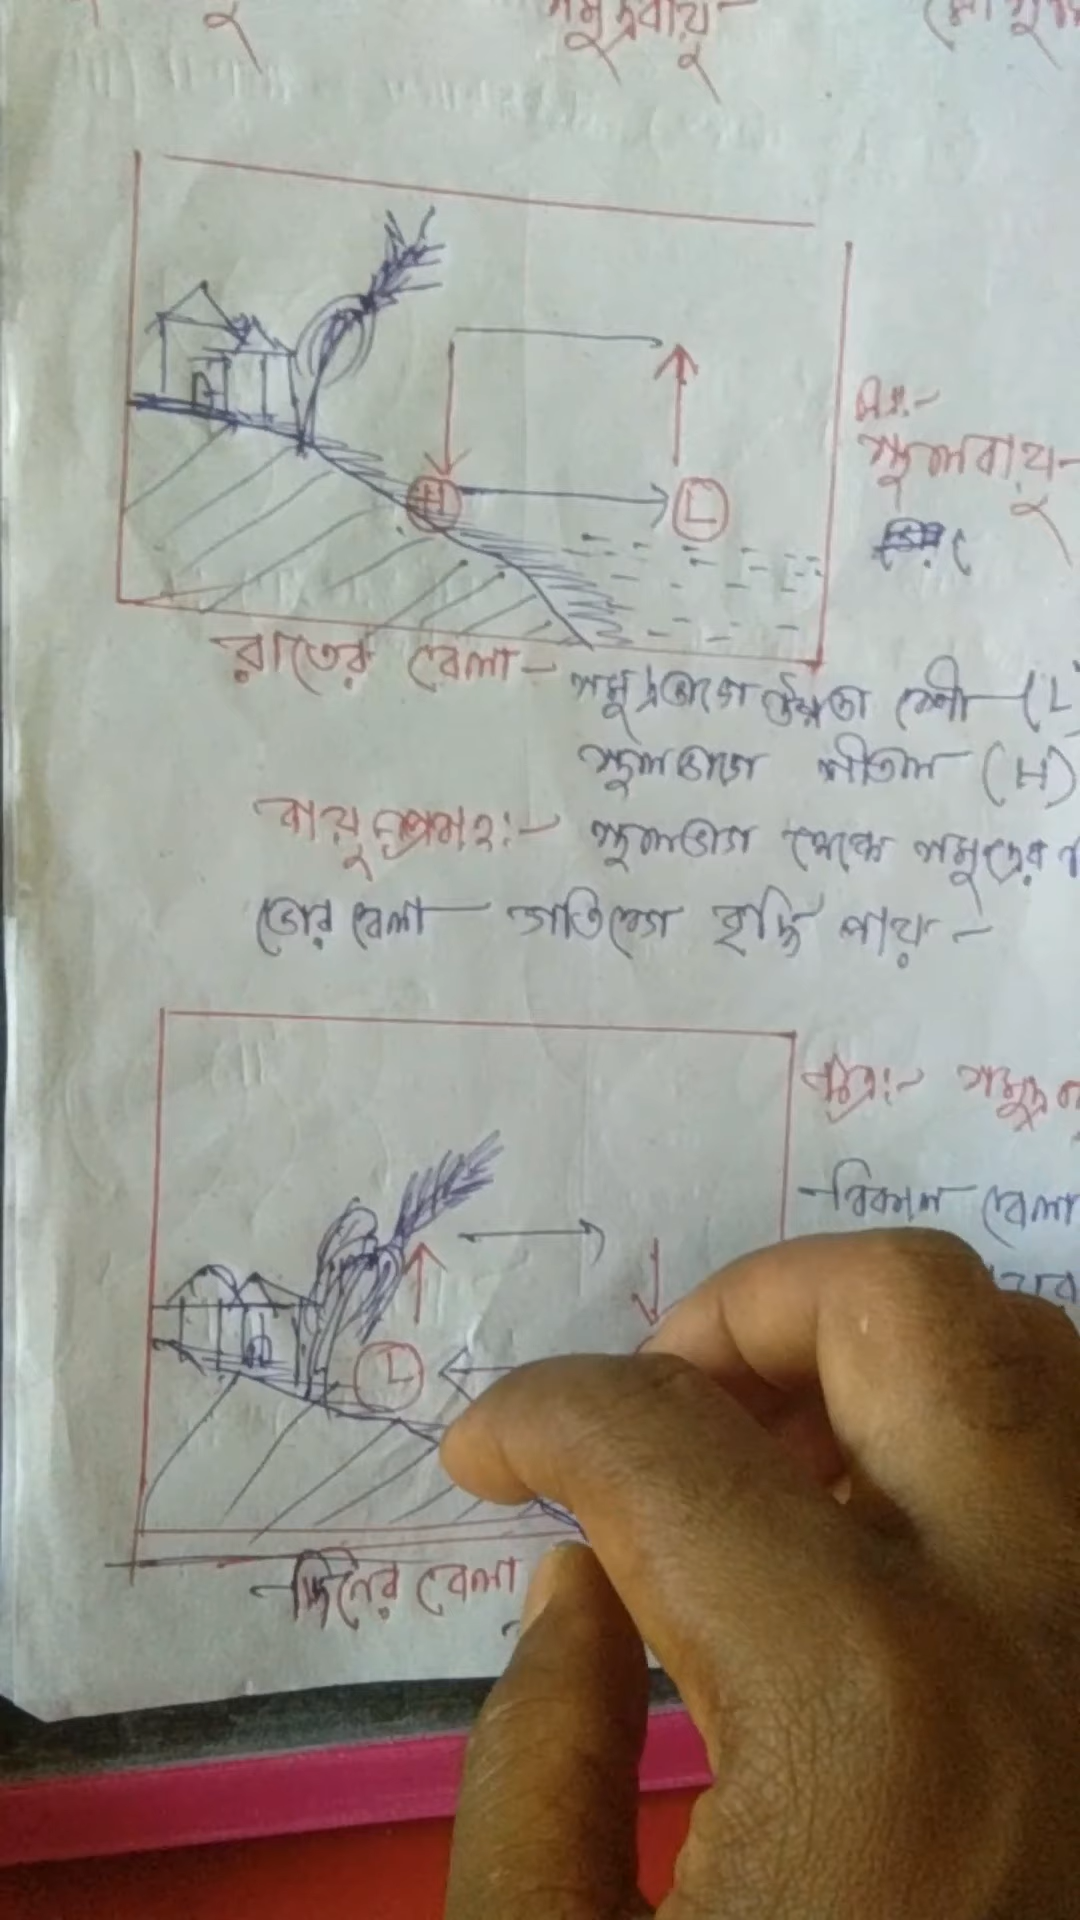 সমুদ্রবায়ু
H
L
চিত্র:-
স্থলবায়ু-
রাতের বেলা- সমুদ্রভাগে উষ্ণতা বেশী-(L)
স্থলভাগে শীতল (H)
বায়ুপ্রবাহ:- স্থলভাগ থেকে সমুদ্রের
ভোর বেলা- গতিবেগ বৃদ্ধি পায়-
চিত্র:- সমুদ্র
-বিকাল বেলা
L
-দিনের বেলা